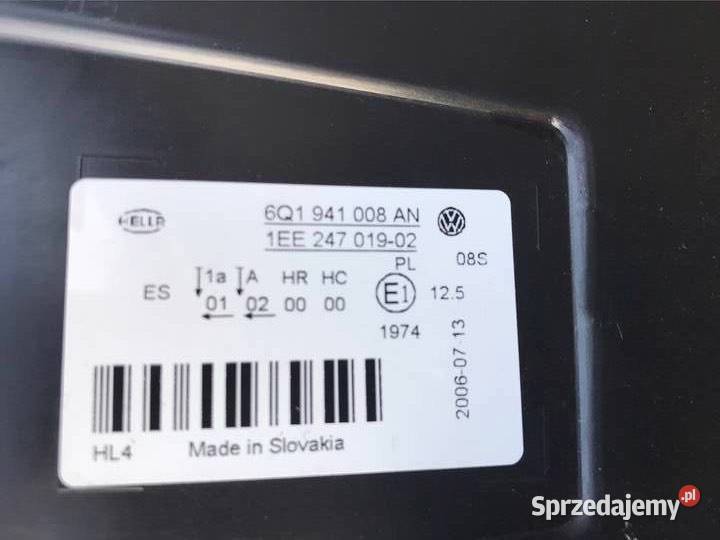 HELLA
6Q1 941 008 AN
1EE 247 019-02
PL
08S
ES
1a A HR HC
01 02 00 00
E1
12.5
1974
2006-07-13
HL4
Made in Slovakia
Sprzedajemy.pl